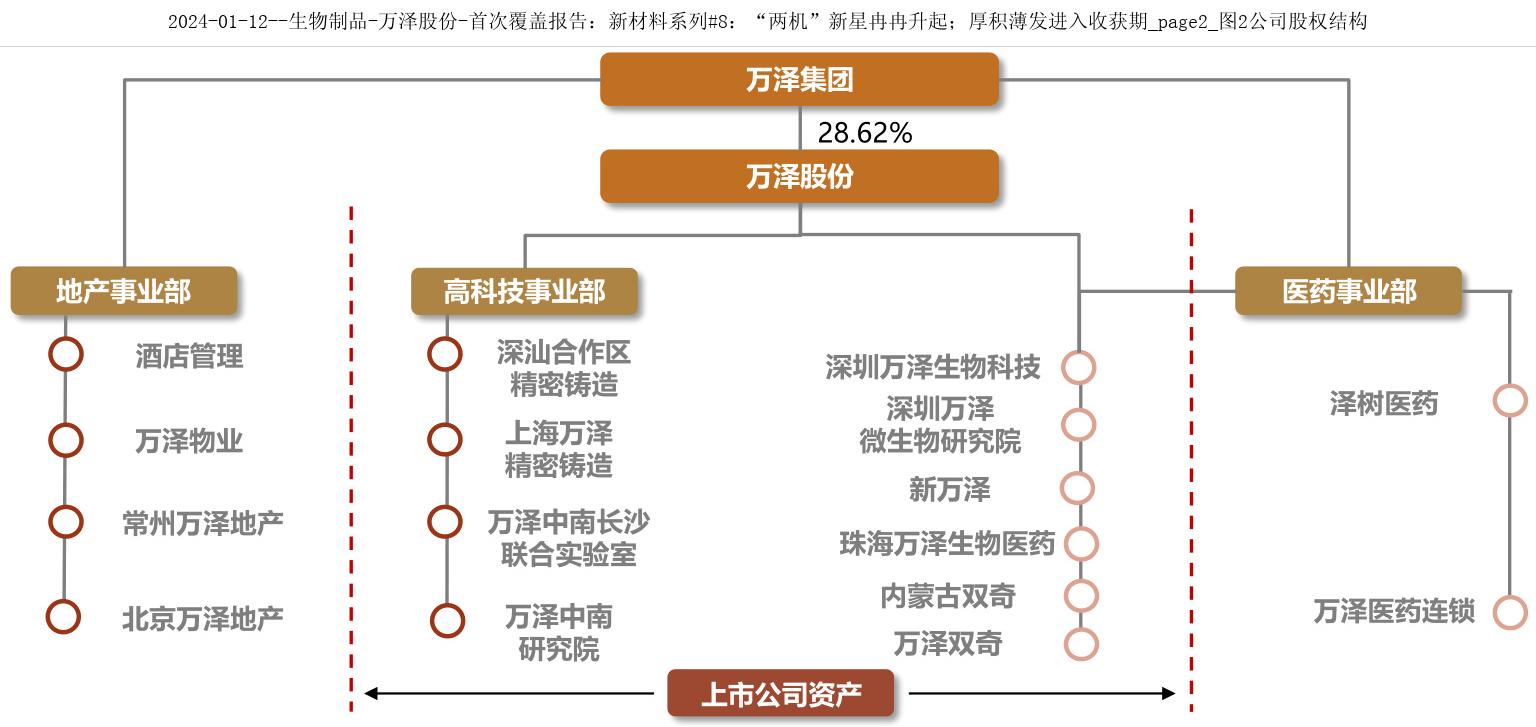 2024-01-12--生物制品-万泽股份-首次覆盖报告：新材料系列#8：“两机”新星冉冉升起；厚积薄发进入收获期_page2_图2公司股权结构
万泽集团
28.62%
万泽股份
地产事业部
酒店管理
万泽物业
常州万泽地产
北京万泽地产
高科技事业部
深汕合作区
精密铸造
上海万泽
精密铸造
万泽中南长沙
联合实验室
万泽中南
研究院
深圳万泽生物科技
深圳万泽
微生物研究院
新万泽
珠海万泽生物医药
内蒙古双奇
万泽双奇
医药事业部
泽树医药
万泽医药连锁
上市公司资产